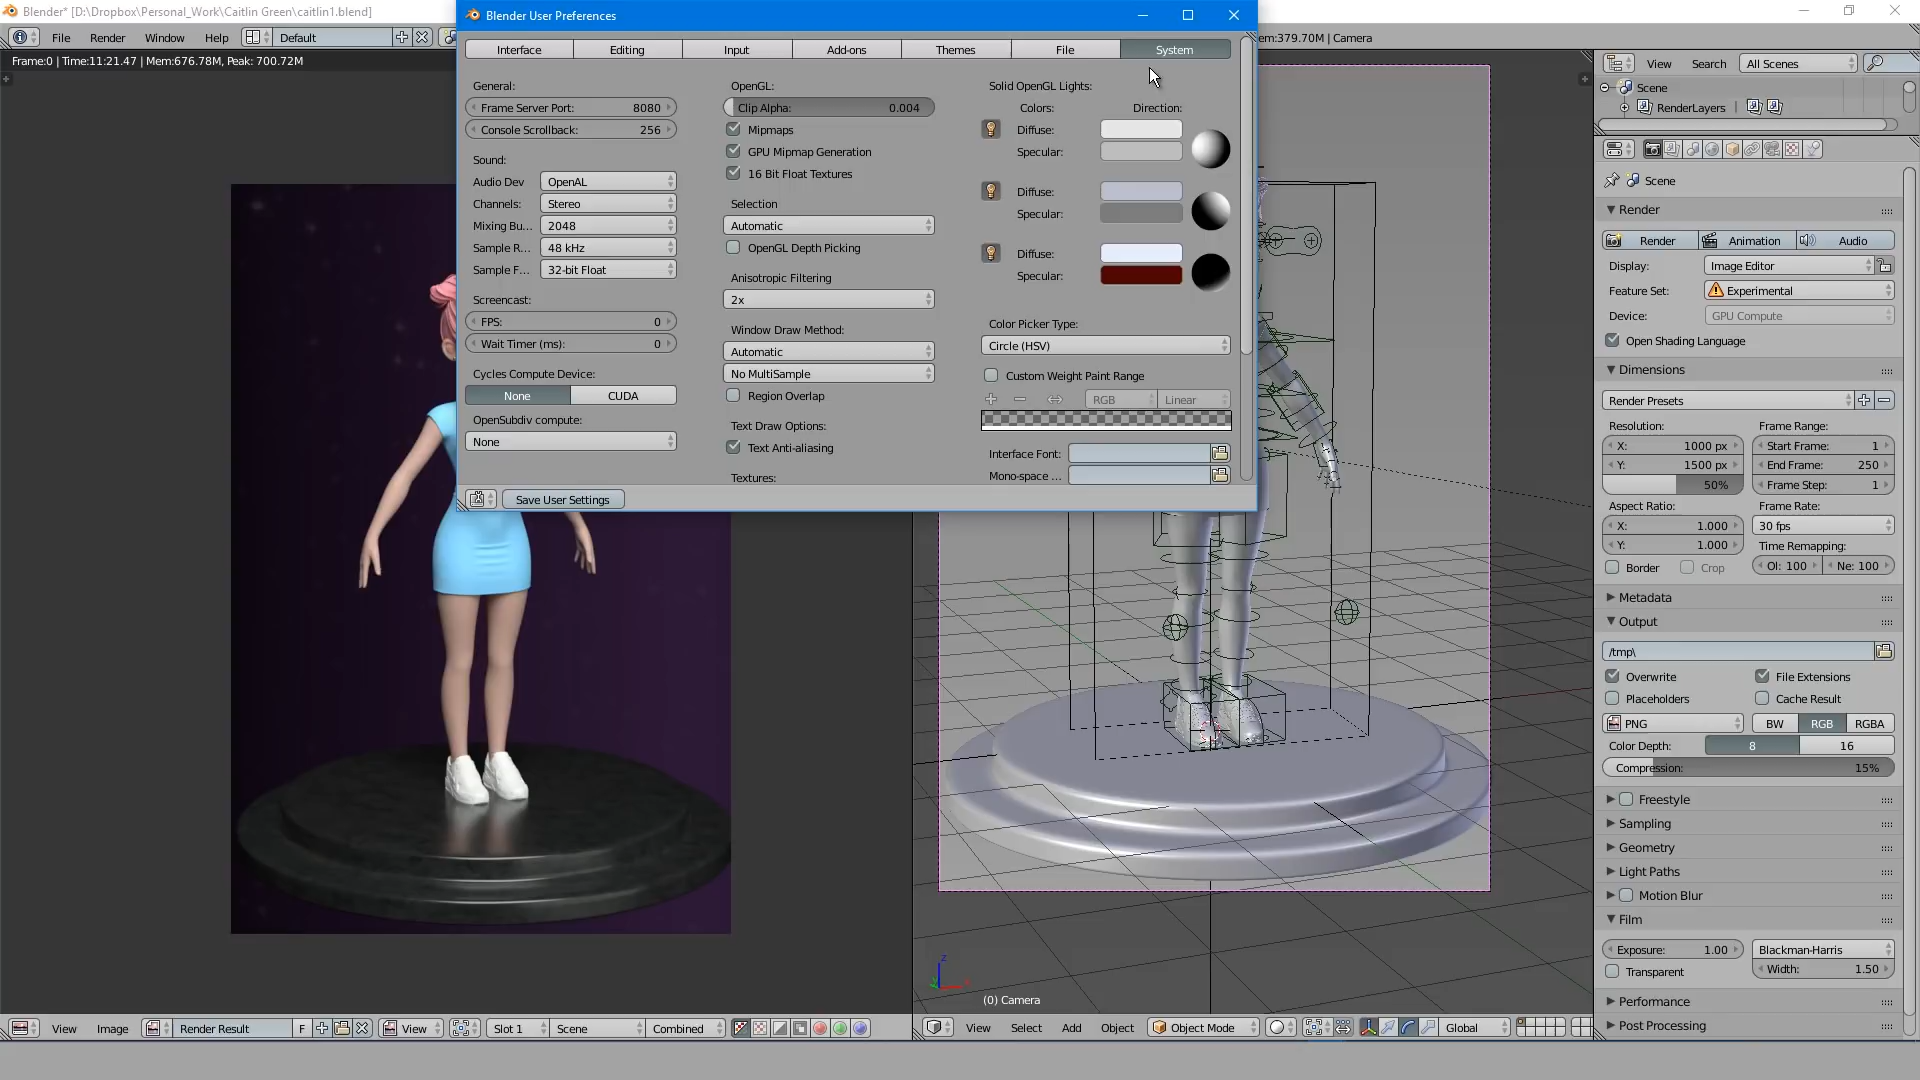 Blender* [D:\Dropbox\Personal_Work\Caitlin Green\caitlin1.blend]
Blender User Preferences
File Render Window Help Default
em:379.70M | Camera
Frame:0 | Time:11:21.47 | Mem:676.78M, Peak: 700.72M
Interface Editing Input Add-ons Themes File System
General:
Frame Server Port: 8080
Console Scrollback: 256
Sound:
Audio Dev OpenAL
Channels: Stereo
Mixing Bu... 2048
Sample R... 48 kHz
Sample F... 32-bit Float
Screencast:
FPS: 0
Wait Timer (ms): 0
Cycles Compute Device:
None CUDA
OpenSubdiv compute:
None
OpenGL:
Clip Alpha: 0.004
Mipmaps
GPU Mipmap Generation
16 Bit Float Textures
Selection
Automatic
OpenGL Depth Picking
Anisotropic Filtering
2x
Window Draw Method:
Automatic
No MultiSample
Region Overlap
Text Draw Options:
Text Anti-aliasing
Textures:
Solid OpenGL Lights:
Colors: Direction:
Diffuse:
Specular:
Diffuse:
Specular:
Diffuse:
Specular:
Color Picker Type:
Circle (HSV)
Custom Weight Paint Range
RGB Linear
Interface Font:
Mono-space ...
Save User Settings
View Search All Scenes
Scene
RenderLayers
Scene
Render
Render Animation Audio
Display: Image Editor
Feature Set: Experimental
Device: GPU Compute
Open Shading Language
Dimensions
Render Presets
Resolution: Frame Range:
X: 1000 px Start Frame: 1
Y: 1500 px End Frame: 250
50% Frame Step: 1
Aspect Ratio: Frame Rate:
X: 1.000 30 fps
Y: 1.000 Time Remapping:
Border Crop Ol: 100 Ne: 100
Metadata
Output
/tmp\
Overwrite File Extensions
Placeholders Cache Result
PNG BW RGB RGBA
Color Depth: 8 16
Compression: 15%
Freestyle
Sampling
Geometry
Light Paths
Motion Blur
Film
Exposure: 1.00 Blackman-Harris
Transparent Width: 1.50
Performance
Post Processing
z
(0) Camera
View Image Render Result F View Slot 1 Scene Combined
View Select Add Object Object Mode Global